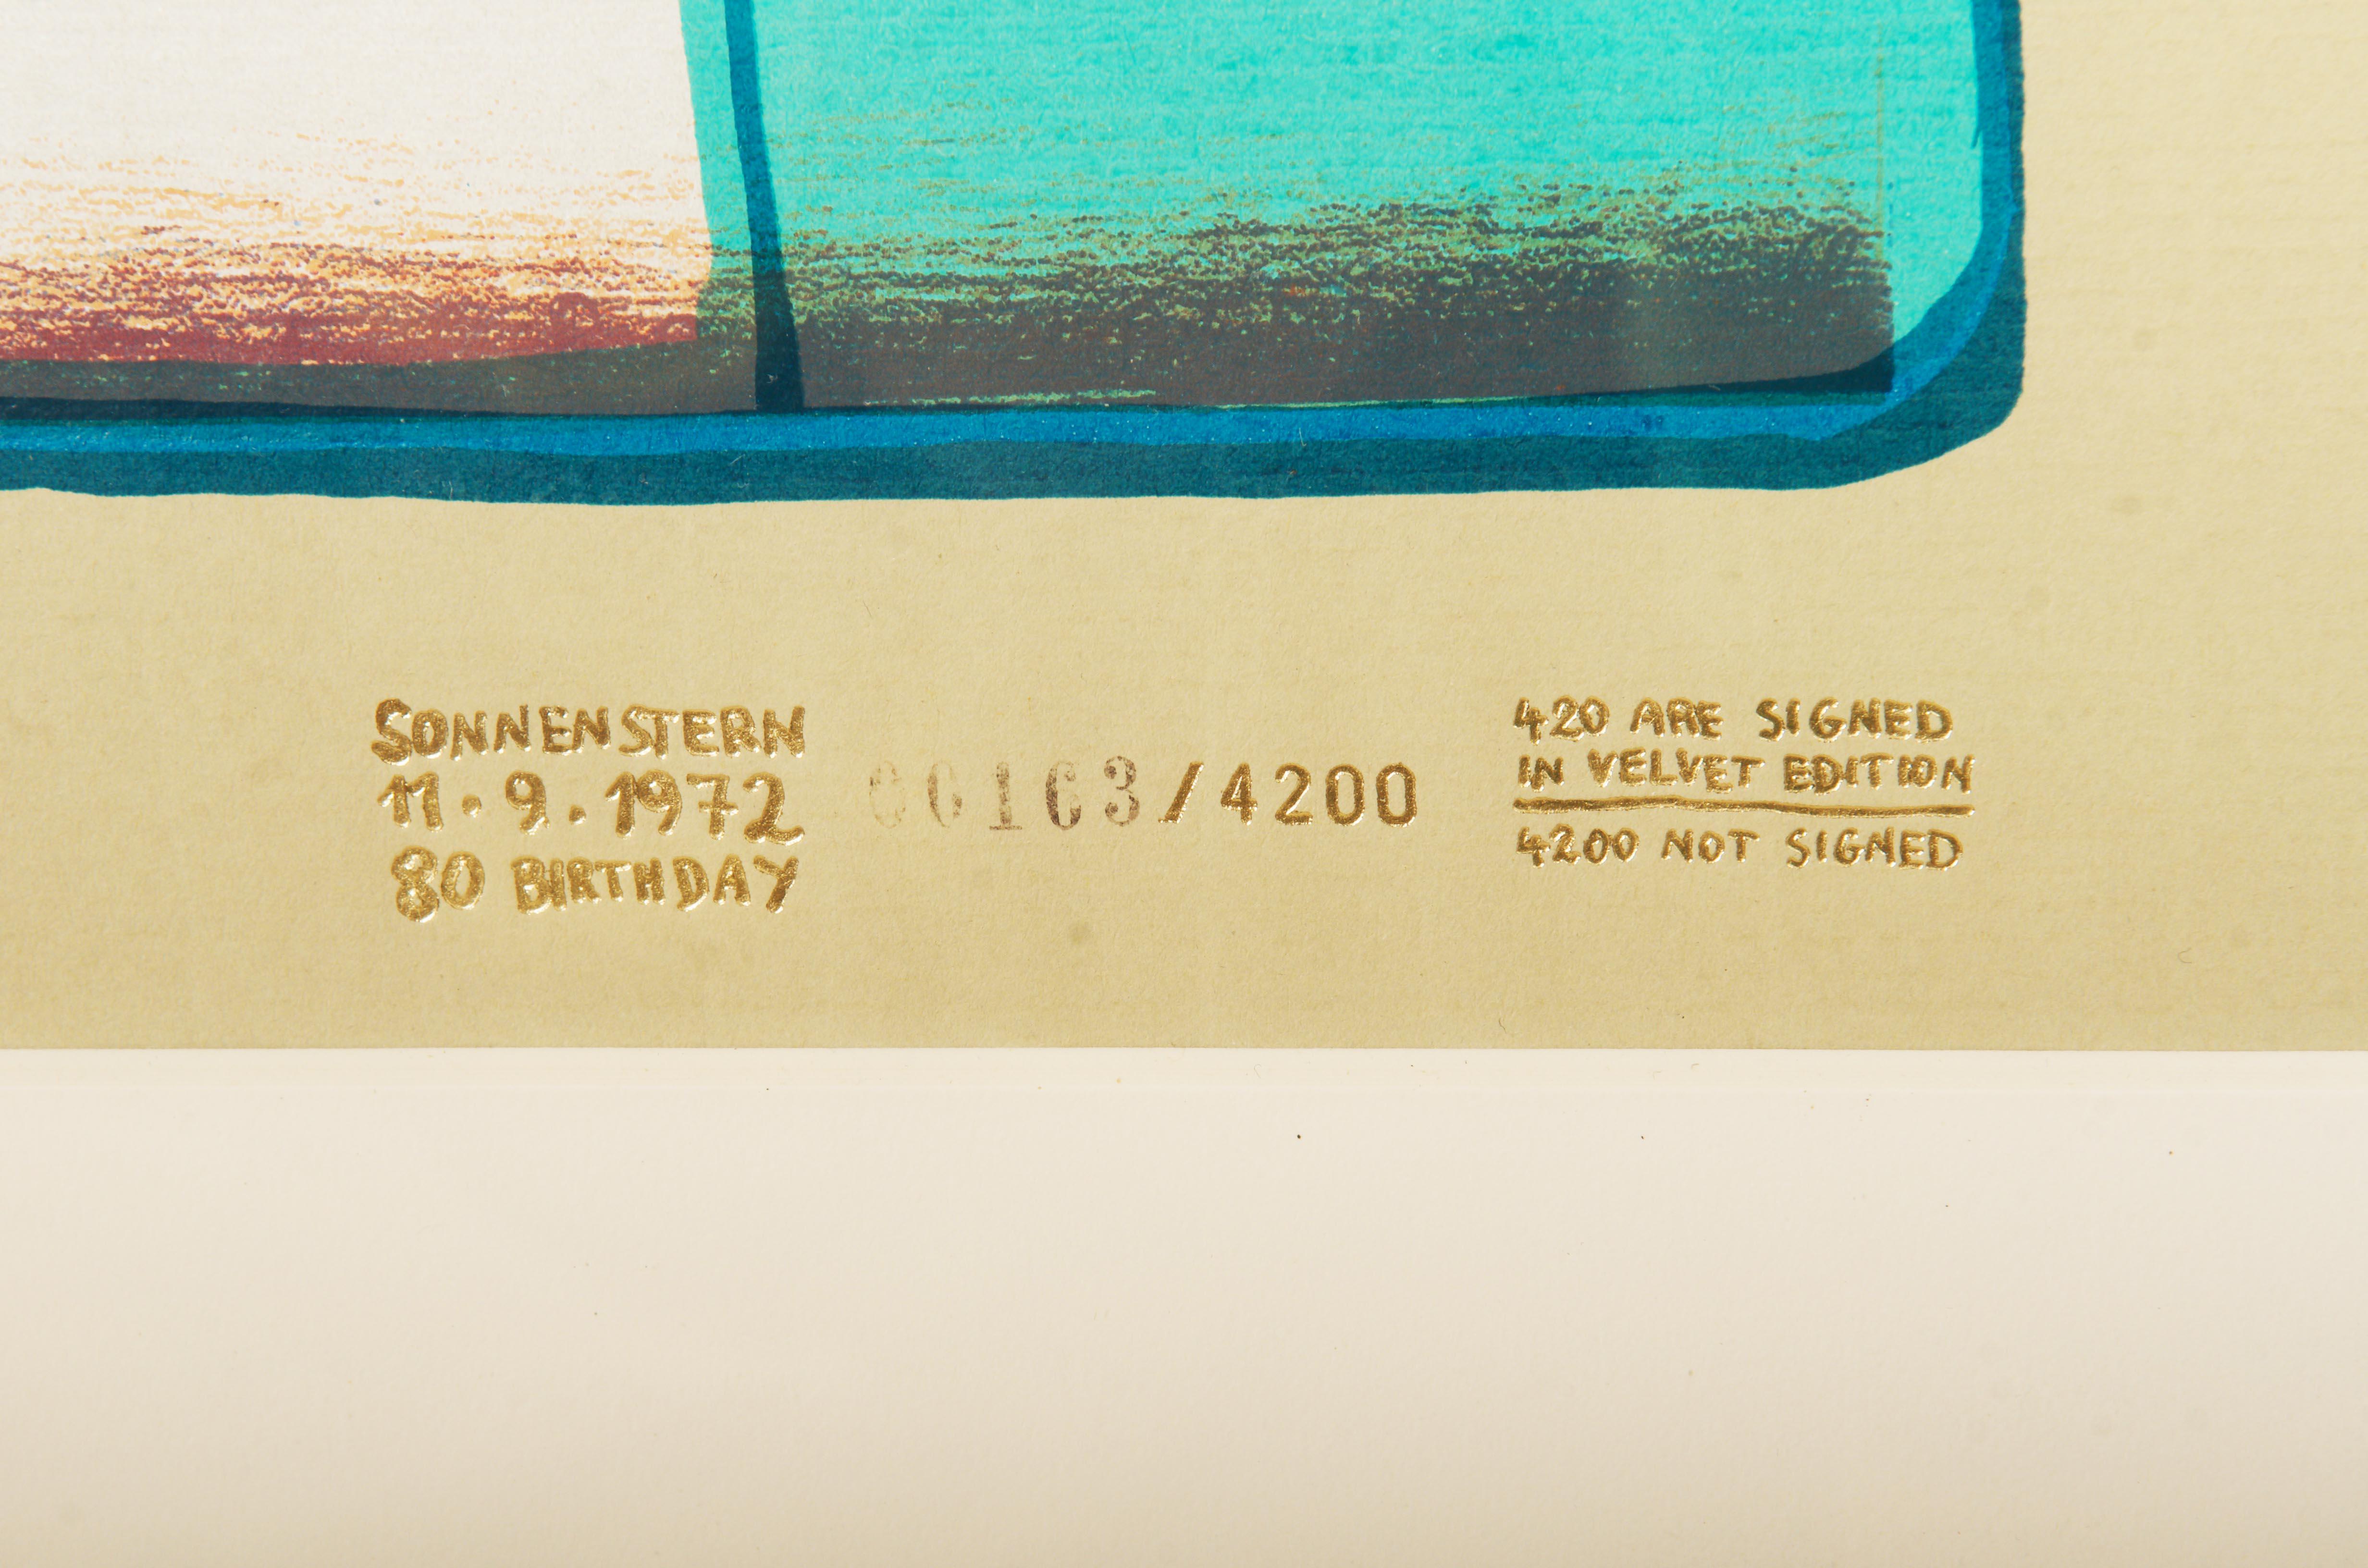 SONNENSTERN
11.9.1972
80 BIRTHDAY
00163/4200
420 ARE SIGNED
IN VELVET EDITION
4200 NOT SIGNED